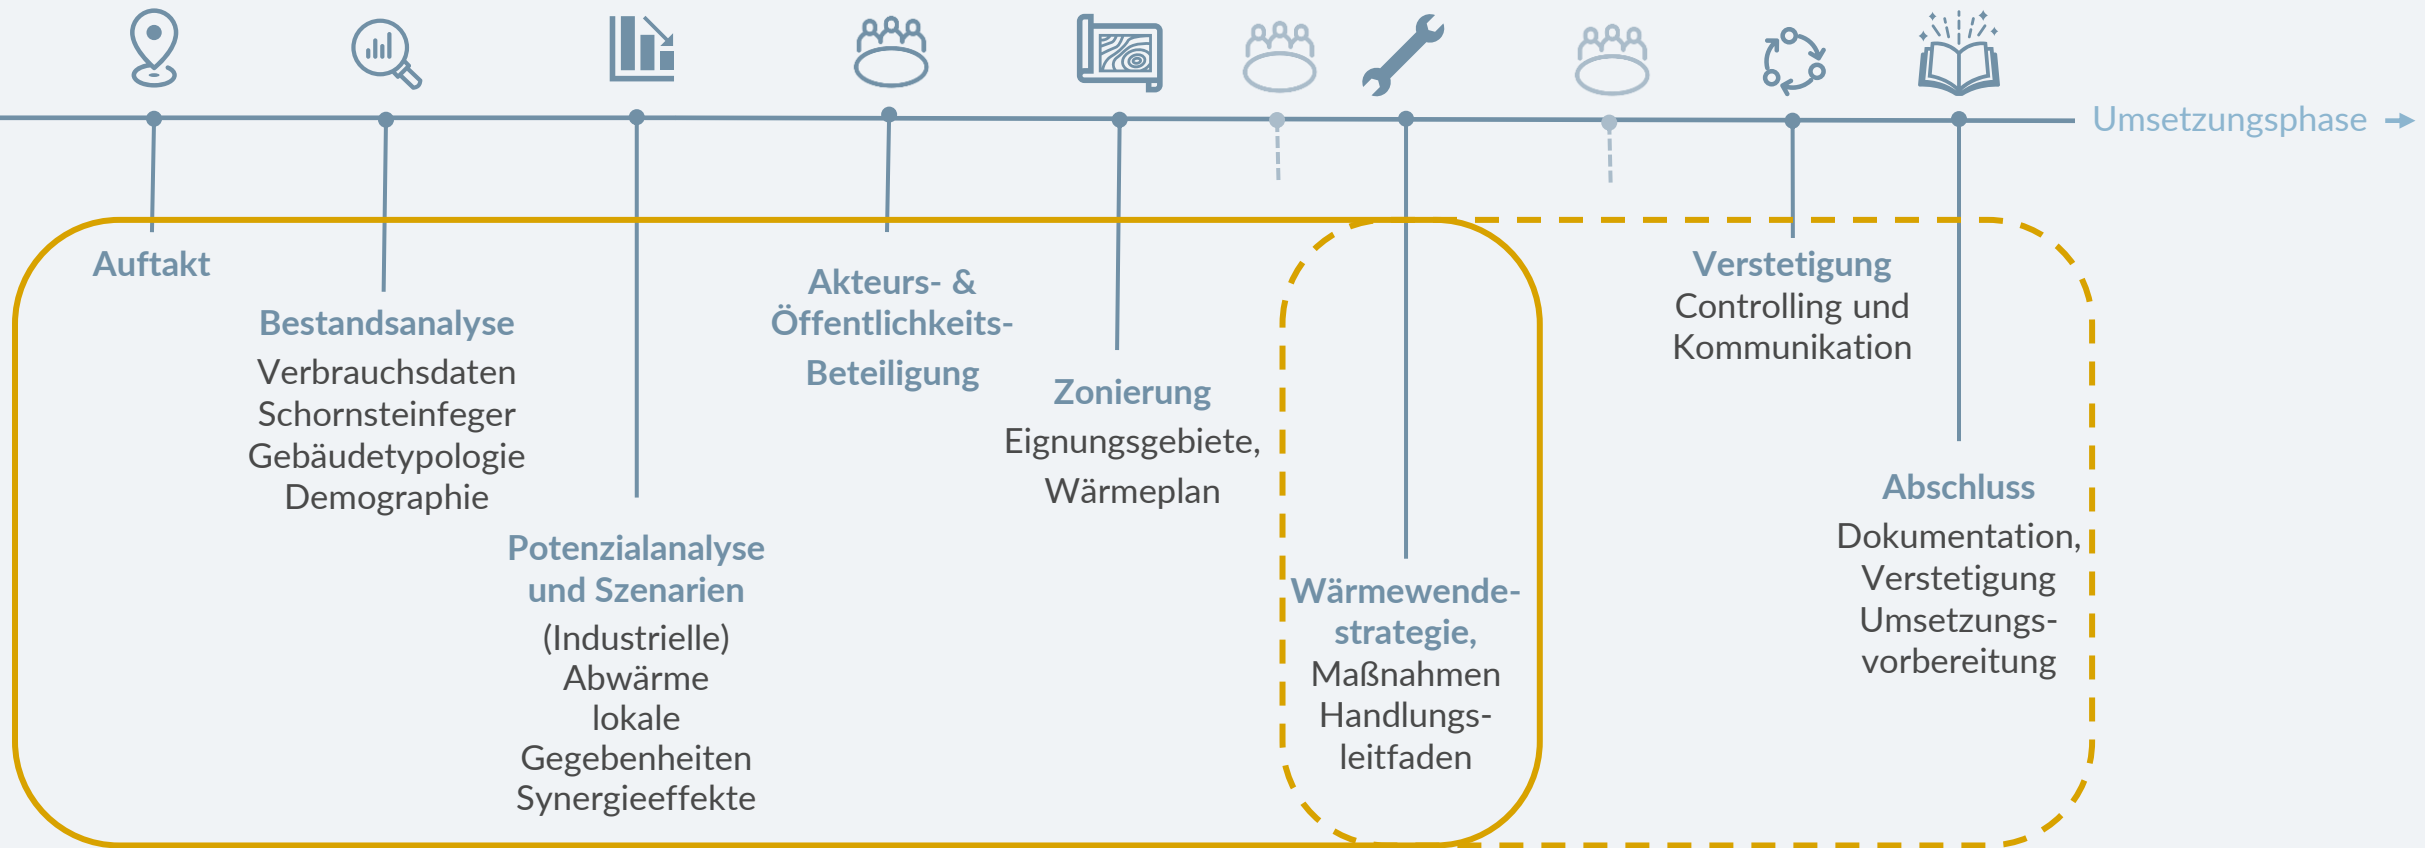 Umsetzungsphase
Auftakt
Bestandsanalyse
Verbrauchsdaten
Schornsteinfeger
Gebäudetypologie
Demographie
Potenzialanalyse
und Szenarien
(Industrielle)
Abwärme
lokale
Gegebenheiten
Synergieeffekte
Akteurs- &
Öffentlichkeits-
Beteiligung
Zonierung
Eignungsgebiete,
Wärmeplan
Wärmewende-
strategie,
Maßnahmen
Handlungs-
leitfaden
Verstetigung
Controlling und
Kommunikation
Abschluss
Dokumentation,
Verstetigung
Umsetzungs-
vorbereitung